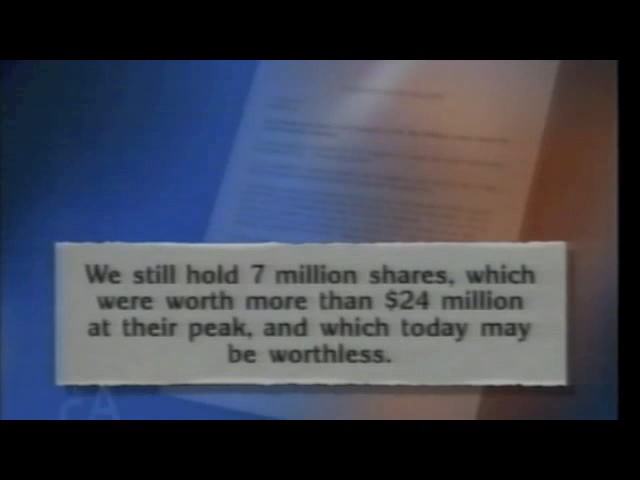 We still hold 7 million shares, which
were worth more than $24 million
at their peak, and which today may
be worthless.
CA